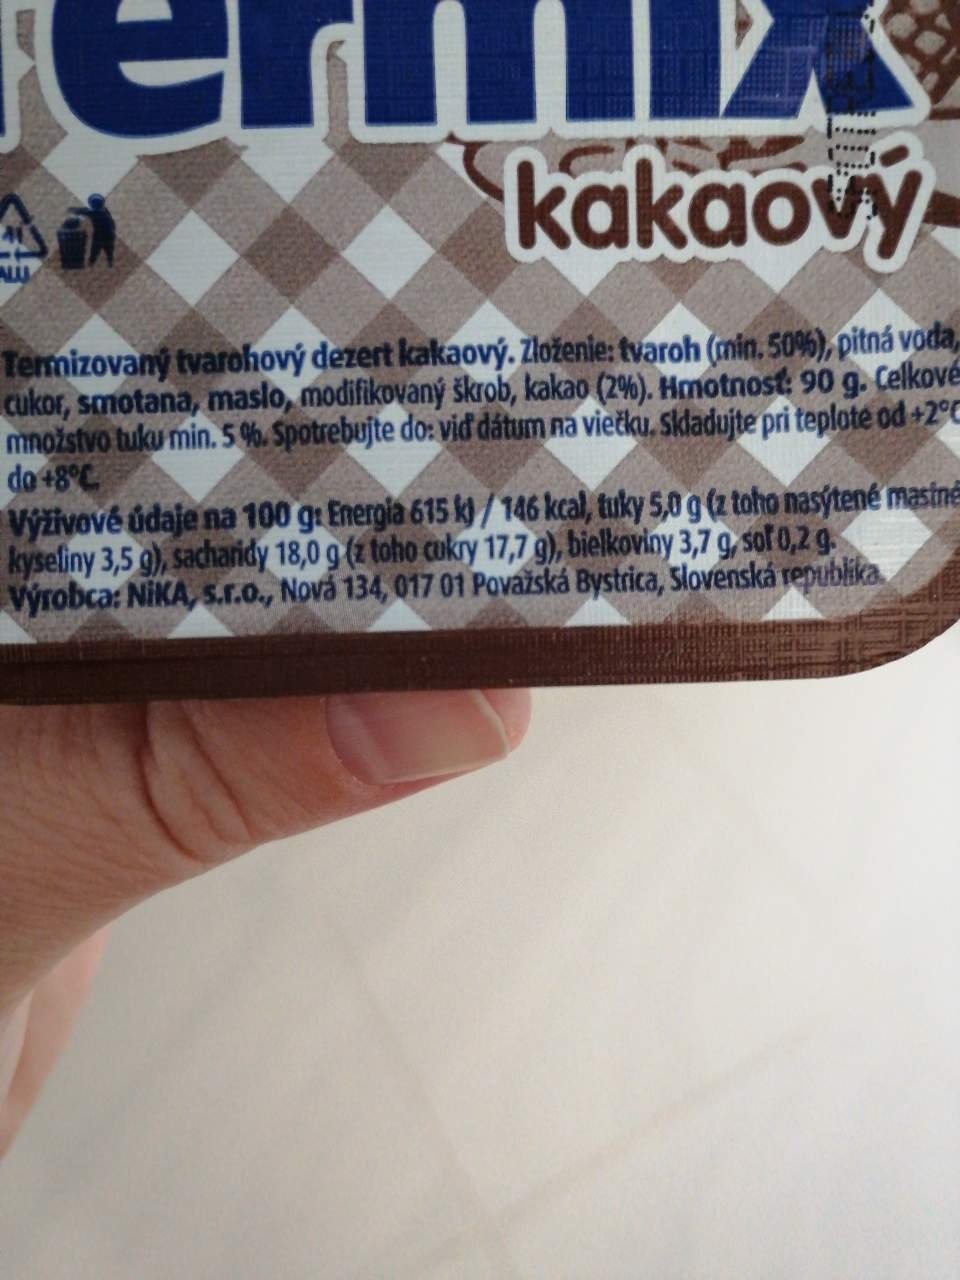 Termix
kakaový
41
ALU
Termizovaný tvarohový dezert kakaový. Zloženie: tvaroh (min. 50%), pitná voda,
cukor, smotana, maslo, modifikovaný škrob, kakao (2%). Hmotnosť: 90 g. Celkové
množstvo tuku min. 5 %. Spotrebujte do: viď dátum na viečku. Skladujte pri teplote od +2°C
do +8°C.
Výživové údaje na 100 g: Energia 615 kJ / 146 kcal, tuky 5,0 g (z toho nasýtené mastné
kyseliny 3,5 g), sacharidy 18,0 g (z toho cukry 17,7 g), bielkoviny 3,7 g, soľ 0,2 g.
Výrobca: NIKA, s.r.o., Nová 134, 017 01 Považská Bystrica, Slovenská republika.